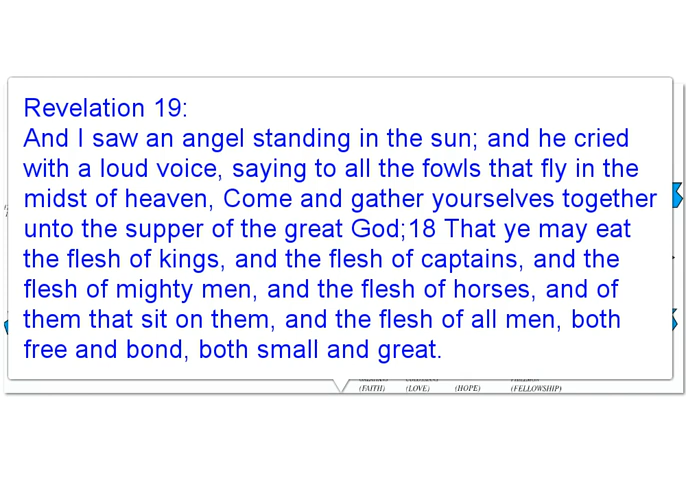 Revelation 19:
And I saw an angel standing in the sun; and he cried
with a loud voice, saying to all the fowls that fly in the
midst of heaven, Come and gather yourselves together
unto the supper of the great God;18 That ye may eat
the flesh of kings, and the flesh of captains, and the
flesh of mighty men, and the flesh of horses, and of
them that sit on them, and the flesh of all men, both
free and bond, both small and great.
(FAITH) (LOVE) (HOPE) (FELLOWSHIP)